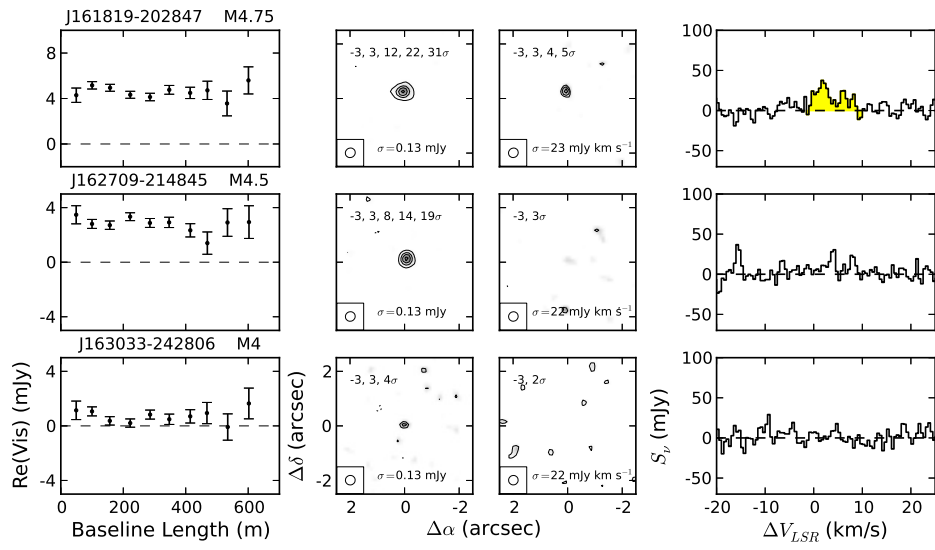 J161819-202847 M4.75
8
4
0
-3, 3, 12, 22, 31σ
σ=0.13 mJy
-3, 3, 4, 5σ
σ=23 mJy km s⁻¹
100
50
0
-50
J162709-214845 M4.5
4
0
-4
-3, 3, 8, 14, 19σ
σ=0.13 mJy
-3, 3σ
σ=22 mJy km s⁻¹
100
50
0
-50
J163033-242806 M4
Re(Vis) (mJy)
4
0
-4
0 200 400 600
Baseline Length (m)
Δδ (arcsec)
2
0
-2
-3, 3, 4σ
σ=0.13 mJy
-3, 2σ
σ=22 mJy km s⁻¹
2 0 -2
2 0 -2
Δα (arcsec)
Sν (mJy)
100
50
0
-50
-20 -10 0 10 20
ΔV_LSR (km/s)